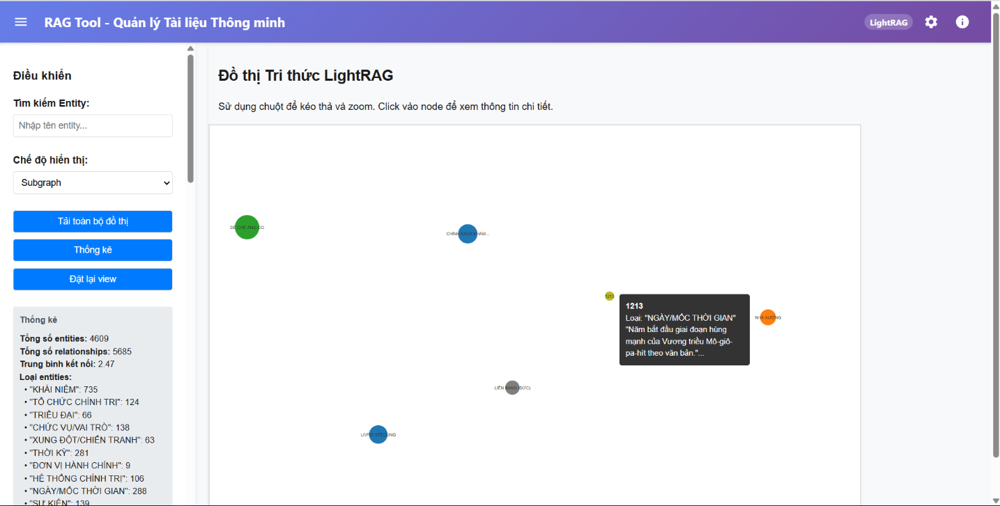 RAG Tool - Quản lý Tài liệu Thông minh
LightRAG
Điều khiển
Tìm kiếm Entity:
Nhập tên entity...
Chế độ hiển thị:
Subgraph
Tải toàn bộ đồ thị
Thống kê
Đặt lại view
Thống kê
Tổng số entities: 4609
Tổng số relationships: 5685
Trung bình kết nối: 2.47
Loại entities:
• "KHÁI NIỆM": 735
• "TỔ CHỨC CHÍNH TRỊ": 124
• "TRIỀU ĐẠI": 66
• "CHỨC VỤ/VAI TRÒ": 138
• "XUNG ĐỘT/CHIẾN TRANH": 63
• "THỜI KỲ": 281
• "ĐƠN VỊ HÀNH CHÍNH": 9
• "HỆ THỐNG CHÍNH TRỊ": 106
• "NGÀY/MỐC THỜI GIAN": 288
• "SỰ KIỆN": 139
Đồ thị Tri thức LightRAG
Sử dụng chuột để kéo thả và zoom. Click vào node để xem thông tin chi tiết.
ĐẾ CHẾ ĂNG-CO
CHÍNH SÁCH KHAM...
1213
1213
Loại: "NGÀY/MỐC THỜI GIAN"
"Năm bắt đầu giai đoạn hùng
mạnh của Vương triều Mô-giô-
pa-hít theo văn bản."...
NHÀ XƯỞNG
LIÊN BANG (ĐỨC)
LIVRƠ XTECLING